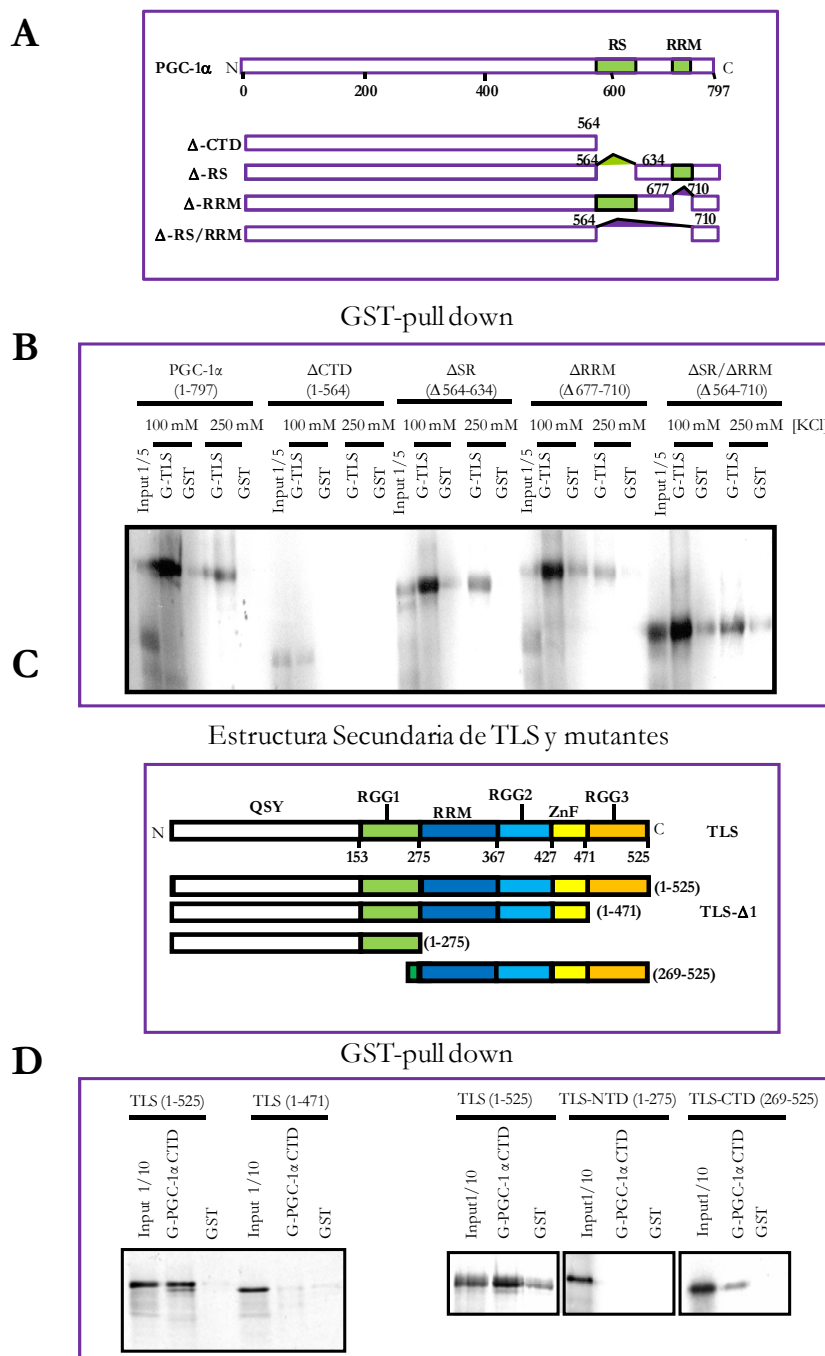 A
RS RRM
PGC-1α N C
0 200 400 600 797
564
Δ-CTD
564 634
Δ-RS
677 710
Δ-RRM
564 710
Δ-RS/RRM
GST-pull down
B
PGC-1α ΔCTD ΔSR ΔRRM ΔSR/ΔRRM
(1-797) (1-564) (Δ564-634) (Δ677-710) (Δ564-710)
100 mM 250 mM 100 mM 250 mM 100 mM 250 mM 100 mM 250 mM 100 mM 250 mM [KCl]
Input 1/5 G-TLS GST G-TLS GST Input 1/5 G-TLS GST G-TLS GST Input 1/5 G-TLS GST G-TLS GST Input 1/5 G-TLS GST G-TLS GST Input 1/5 G-TLS GST G-TLS GST
C
Estructura Secundaria de TLS y mutantes
QSY RGG1 RRM RGG2 ZnF RGG3
N C TLS
153 275 367 427 471 525
(1-525)
(1-471) TLS-Δ1
(1-275)
(269-525)
GST-pull down
D
TLS (1-525) TLS (1-471) TLS (1-525) TLS-NTD (1-275) TLS-CTD (269-525)
Input 1/10 G-PGC-1α CTD GST Input 1/10 G-PGC-1α CTD GST Input1/10 G-PGC-1α CTD GST Input1/10 G-PGC-1α CTD GST Input1/10 G-PGC-1α CTD GST